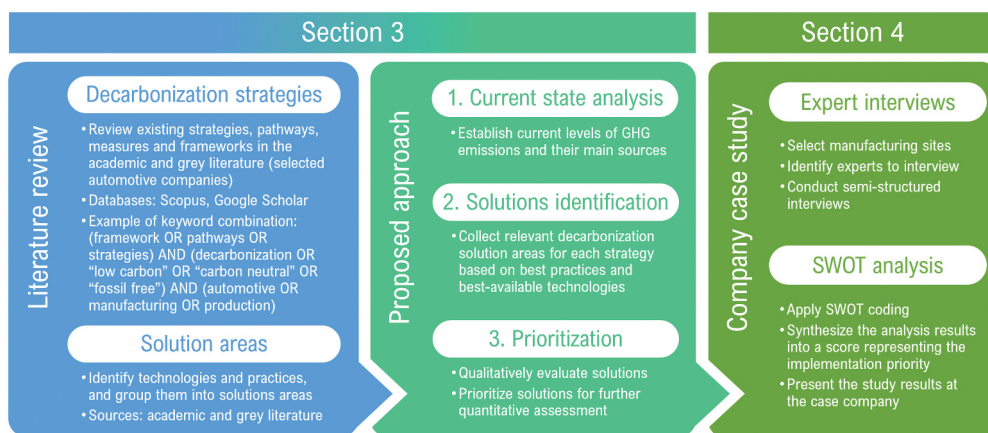 Section 3
Literature review
Decarbonization strategies
• Review existing strategies, pathways,
measures and frameworks in the
academic and grey literature (selected
automotive companies)
• Databases: Scopus, Google Scholar
• Example of keyword combination:
(framework OR pathways OR
strategies) AND (decarbonization OR
“low carbon” OR “carbon neutral” OR
“fossil free”) AND (automotive OR
manufacturing OR production)
Solution areas
• Identify technologies and practices,
and group them into solutions areas
• Sources: academic and grey literature
Proposed approach
1. Current state analysis
• Establish current levels of GHG
emissions and their main sources
2. Solutions identification
• Collect relevant decarbonization
solution areas for each strategy
based on best practices and
best-available technologies
3. Prioritization
• Qualitatively evaluate solutions
• Prioritize solutions for further
quantitative assessment
Section 4
Company case study
Expert interviews
• Select manufacturing sites
• Identify experts to interview
• Conduct semi-structured
interviews
SWOT analysis
• Apply SWOT coding
• Synthesize the analysis results
into a score representing the
implementation priority
• Present the study results at
the case company